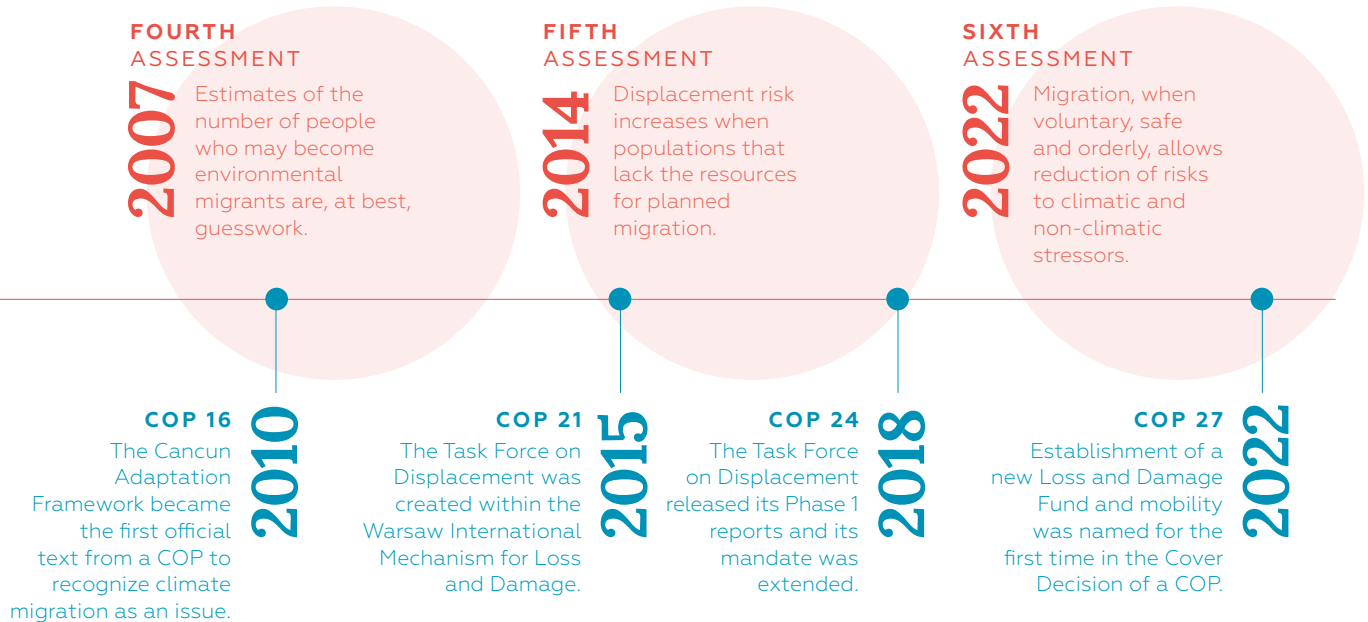 FOURTH
ASSESSMENT
2007
Estimates of the
number of people
who may become
environmental
migrants are, at best,
guesswork.
FIFTH
ASSESSMENT
2014
Displacement risk
increases when
populations that
lack the resources
for planned
migration.
SIXTH
ASSESSMENT
2022
Migration, when
voluntary, safe
and orderly, allows
reduction of risks
to climatic and
non-climatic
stressors.
COP 16
2010
The Cancun
Adaptation
Framework became
the first official
text from a COP to
recognize climate
migration as an issue.
COP 21
2015
The Task Force on
Displacement was
created within the
Warsaw International
Mechanism for Loss
and Damage.
COP 24
2018
The Task Force
on Displacement
released its Phase 1
reports and its
mandate was
extended.
COP 27
2022
Establishment of a
new Loss and Damage
Fund and mobility
was named for the
first time in the Cover
Decision of a COP.